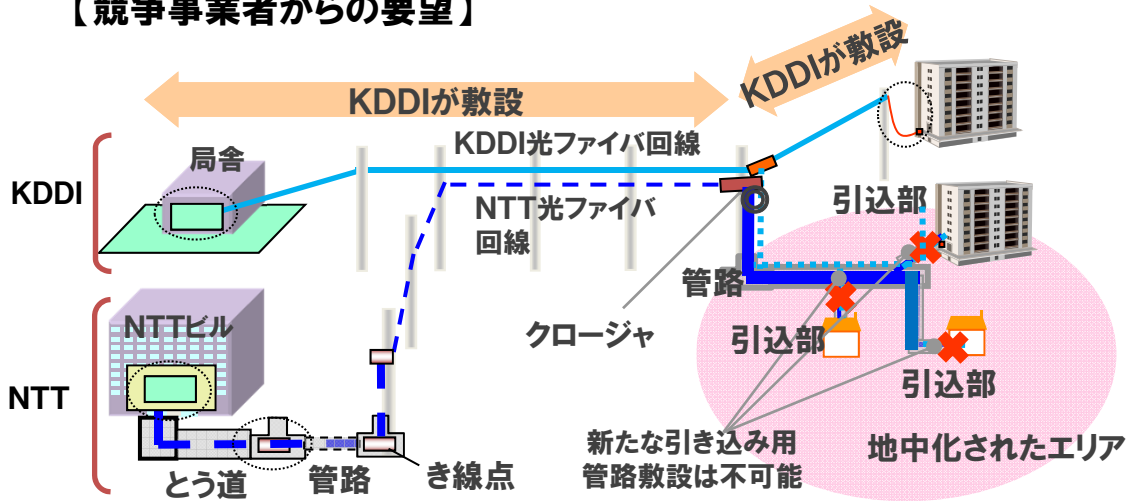 【競争事業者からの要望】
KDDIが敷設
KDDIが敷設
KDDI
局舎
KDDI光ファイバ回線
NTT光ファイバ
回線
引込部
管路
クロージャ
引込部
引込部
NTT
NTTビル
とう道
管路
き線点
新たな引き込み用
管路敷設は不可能
地中化されたエリア